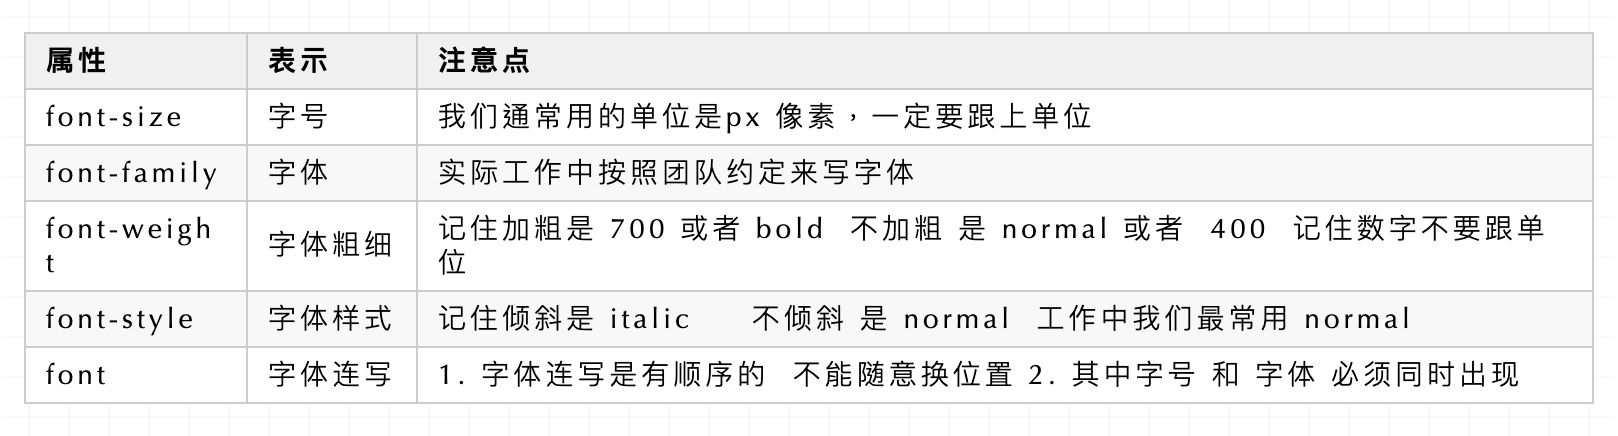 属性 表示 注意点
font-size 字号 我们通常用的单位是px 像素，一定要跟上单位
font-family 字体 实际工作中按照团队约定来写字体
font-weigh
t
字体粗细
记住加粗是 700 或者 bold 不加粗 是 normal 或者 400 记住数字不要跟单
位
font-style 字体样式 记住倾斜是 italic 不倾斜 是 normal 工作中我们最常用 normal
font 字体连写 1. 字体连写是有顺序的 不能随意换位置 2. 其中字号 和 字体 必须同时出现